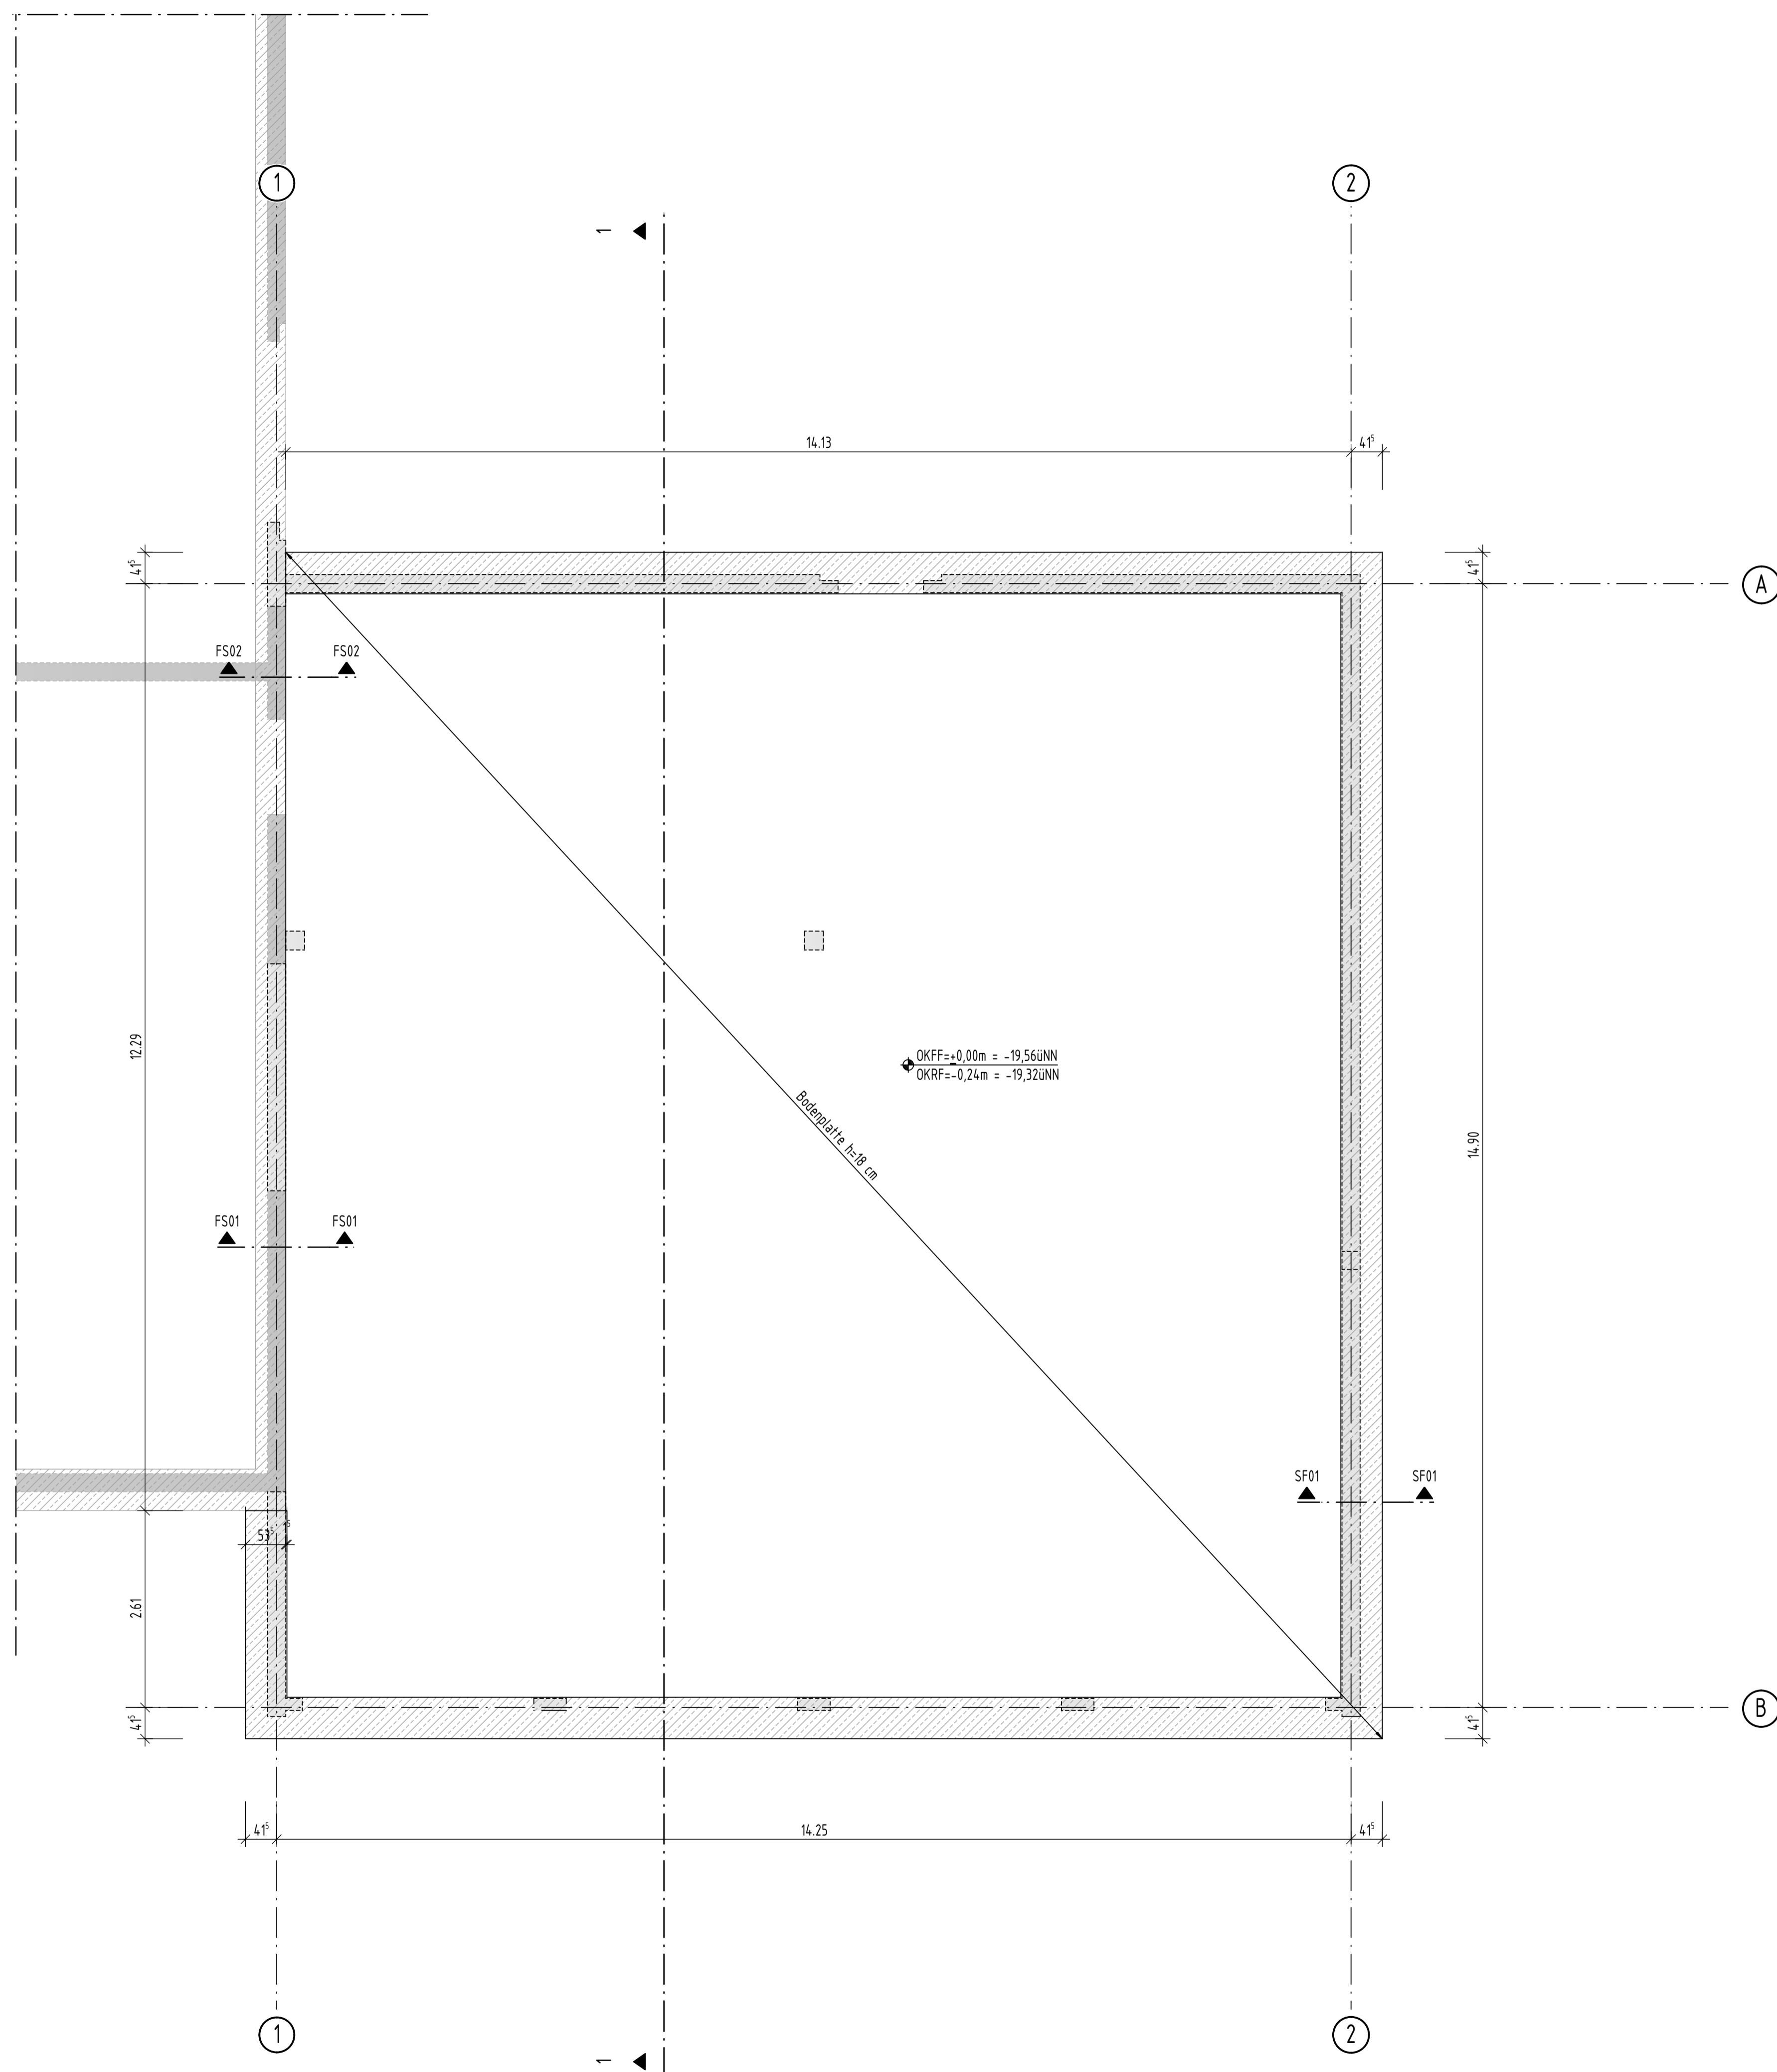 1
2
1
14.13
41⁵
41⁵
41⁵
A
FS02
FS02
12.29
OKFF=±0,00m = -19,56üNN
OKRF=-0,24m = -19,32üNN
Bodenplatte h=18 cm
14.90
FS01
FS01
SF01
SF01
53⁵
5
2.61
41⁵
41⁵
B
41⁵
14.25
41⁵
1
2
1